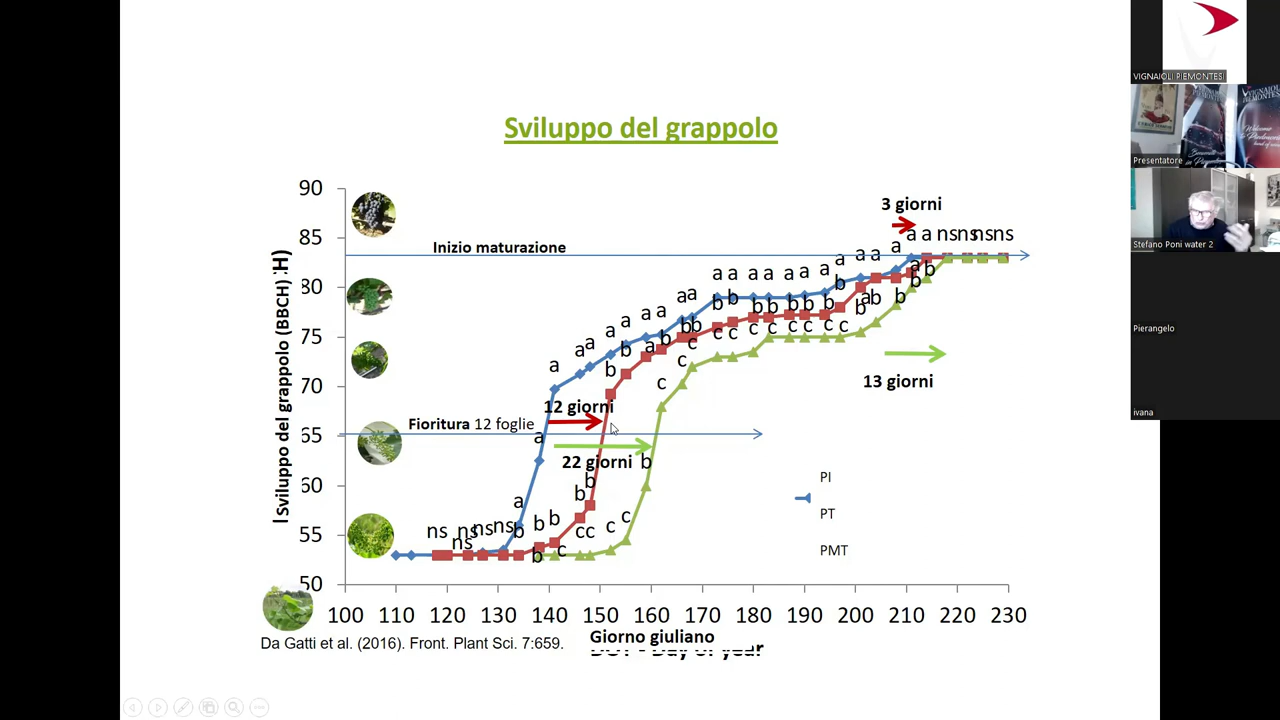 Sviluppo del grappolo
90
85
80
75
70
65
60
55
50
Sviluppo del grappolo (BBCH)
Inizio maturazione
3 giorni
13 giorni
Fioritura 12 foglie
12 giorni
22 giorni
PI
PT
PMT
100 110 120 130 140 150 160 170 180 190 200 210 220 230
Giorno giuliano
Da Gatti et al. (2016). Front. Plant Sci. 7:659.
VIGNAIOLI PIEMONTESI
Presentatore
Stefano Poni water 2
Pierangelo
ivana